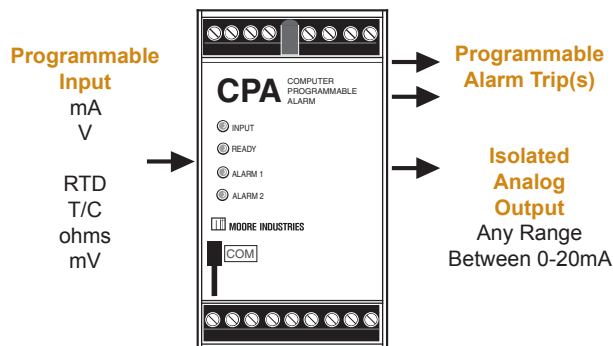 Programmable
Input
mA
V
RTD
T/C
ohms
mV
CPA
COMPUTER
PROGRAMMABLE
ALARM
INPUT
READY
ALARM 1
ALARM 2
MOORE INDUSTRIES
COM
Programmable
Alarm Trip(s)
Isolated
Analog
Output
Any Range
Between 0-20mA